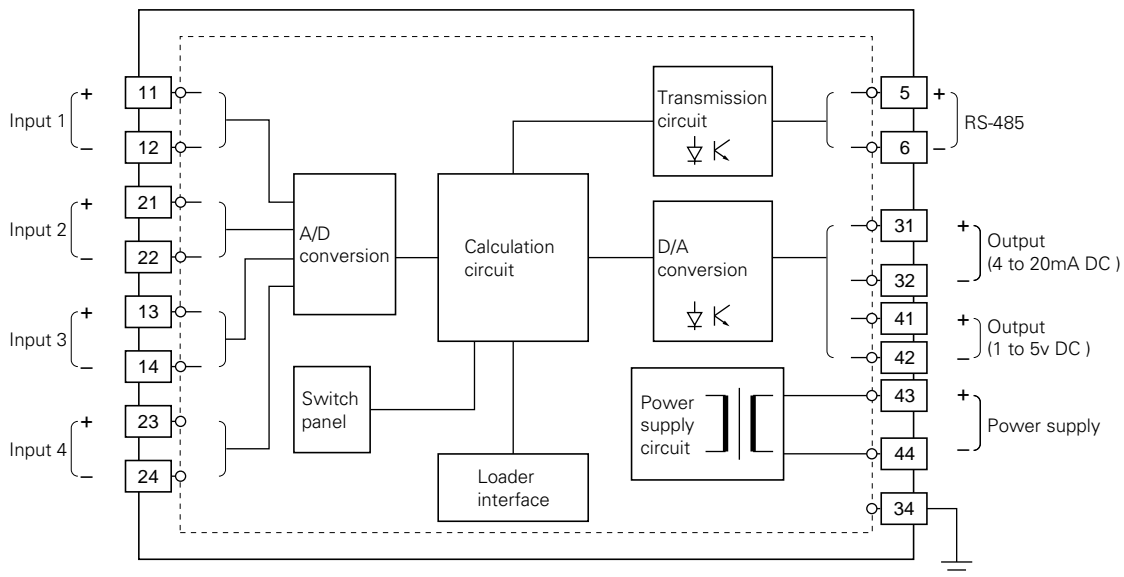 Input 1
+
−
11
12
Input 2
+
−
21
22
Input 3
+
−
13
14
Input 4
+
−
23
24
A/D
conversion
Switch
panel
Calculation
circuit
Loader
interface
Transmission
circuit
D/A
conversion
Power
supply
circuit
5
6
+
−
RS-485
31
32
+
−
Output
(4 to 20mA DC )
41
42
+
−
Output
(1 to 5v DC )
43
44
+
−
Power supply
34